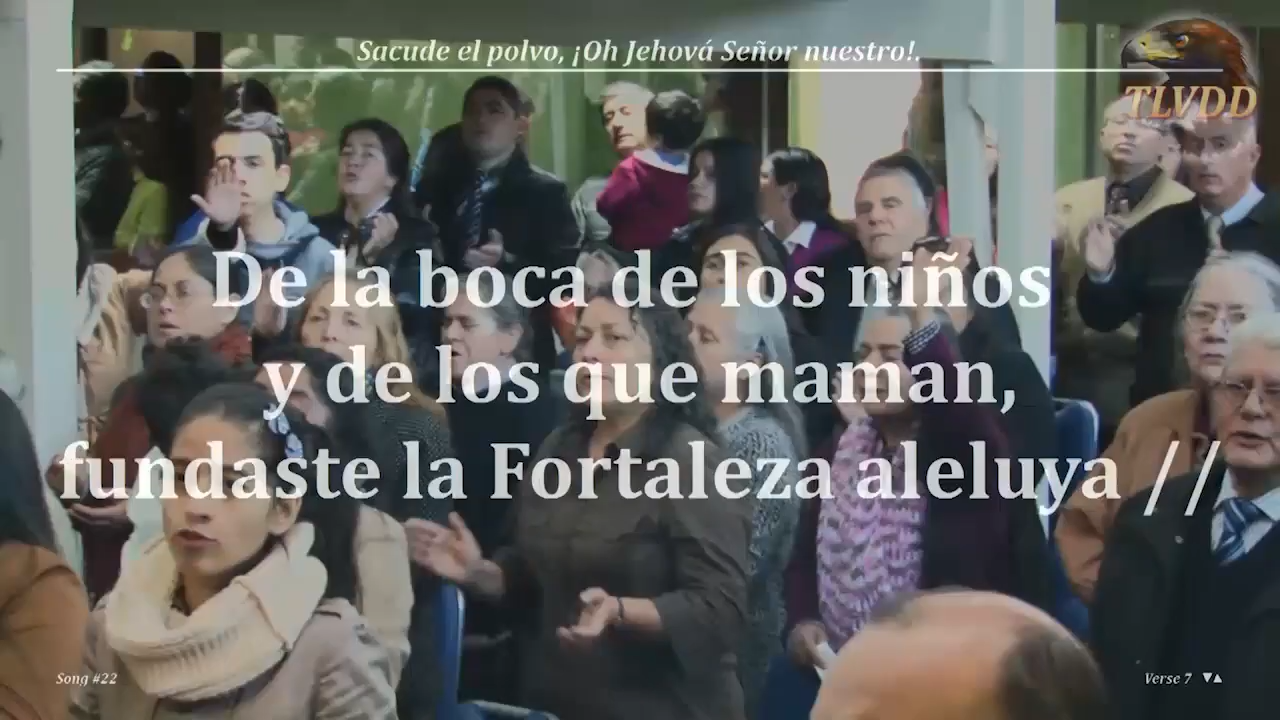 Sacude el polvo, ¡Oh Jehová Señor nuestro!.
TLVDD
De la boca de los niños
y de los que maman,
fundaste la Fortaleza aleluya //
Song #22
Verse 7 ▼▲